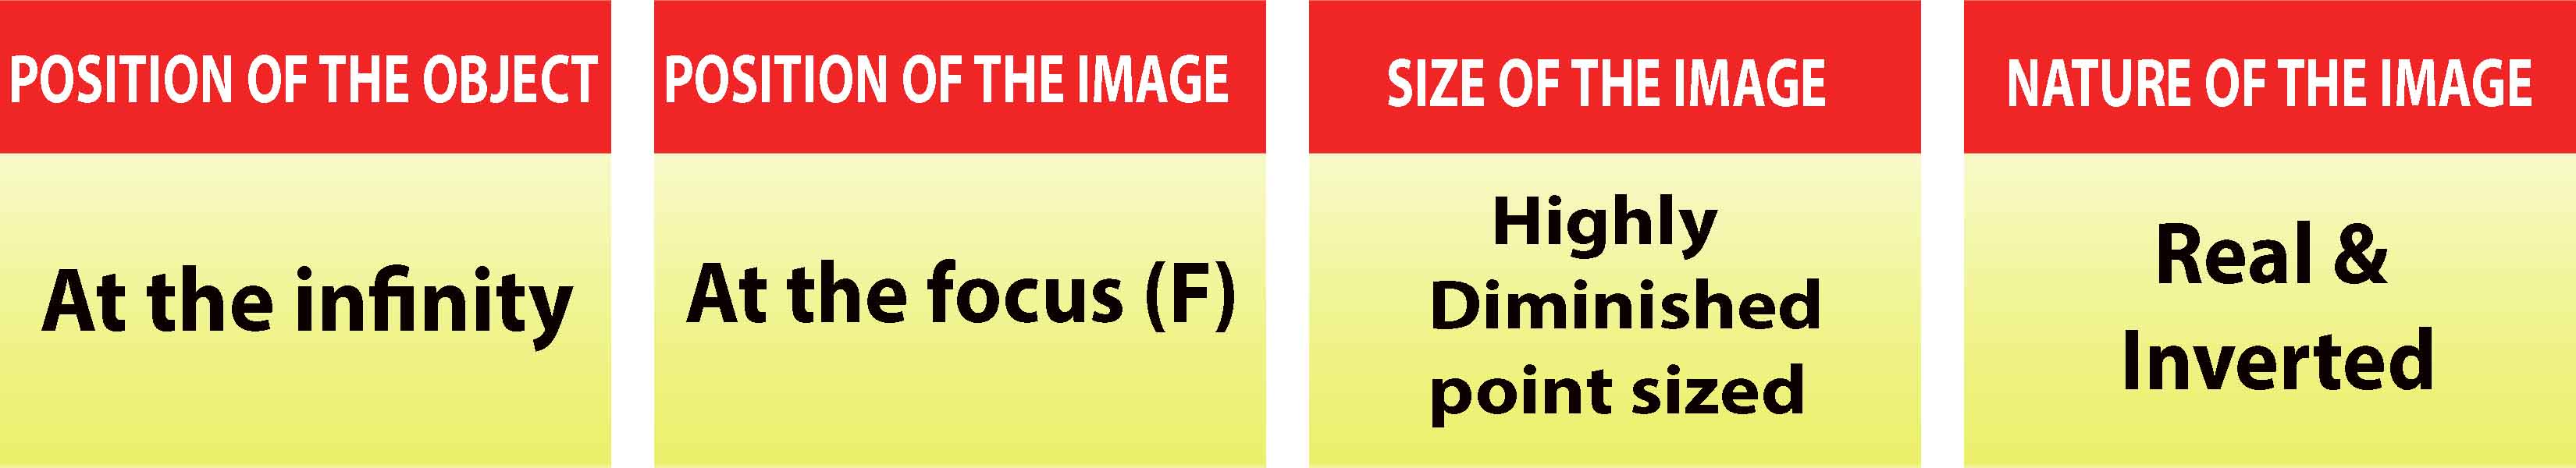 POSITION OF THE OBJECT
At the infinity
POSITION OF THE IMAGE
At the focus (F)
SIZE OF THE IMAGE
Highly
Diminished
point sized
NATURE OF THE IMAGE
Real &
Inverted